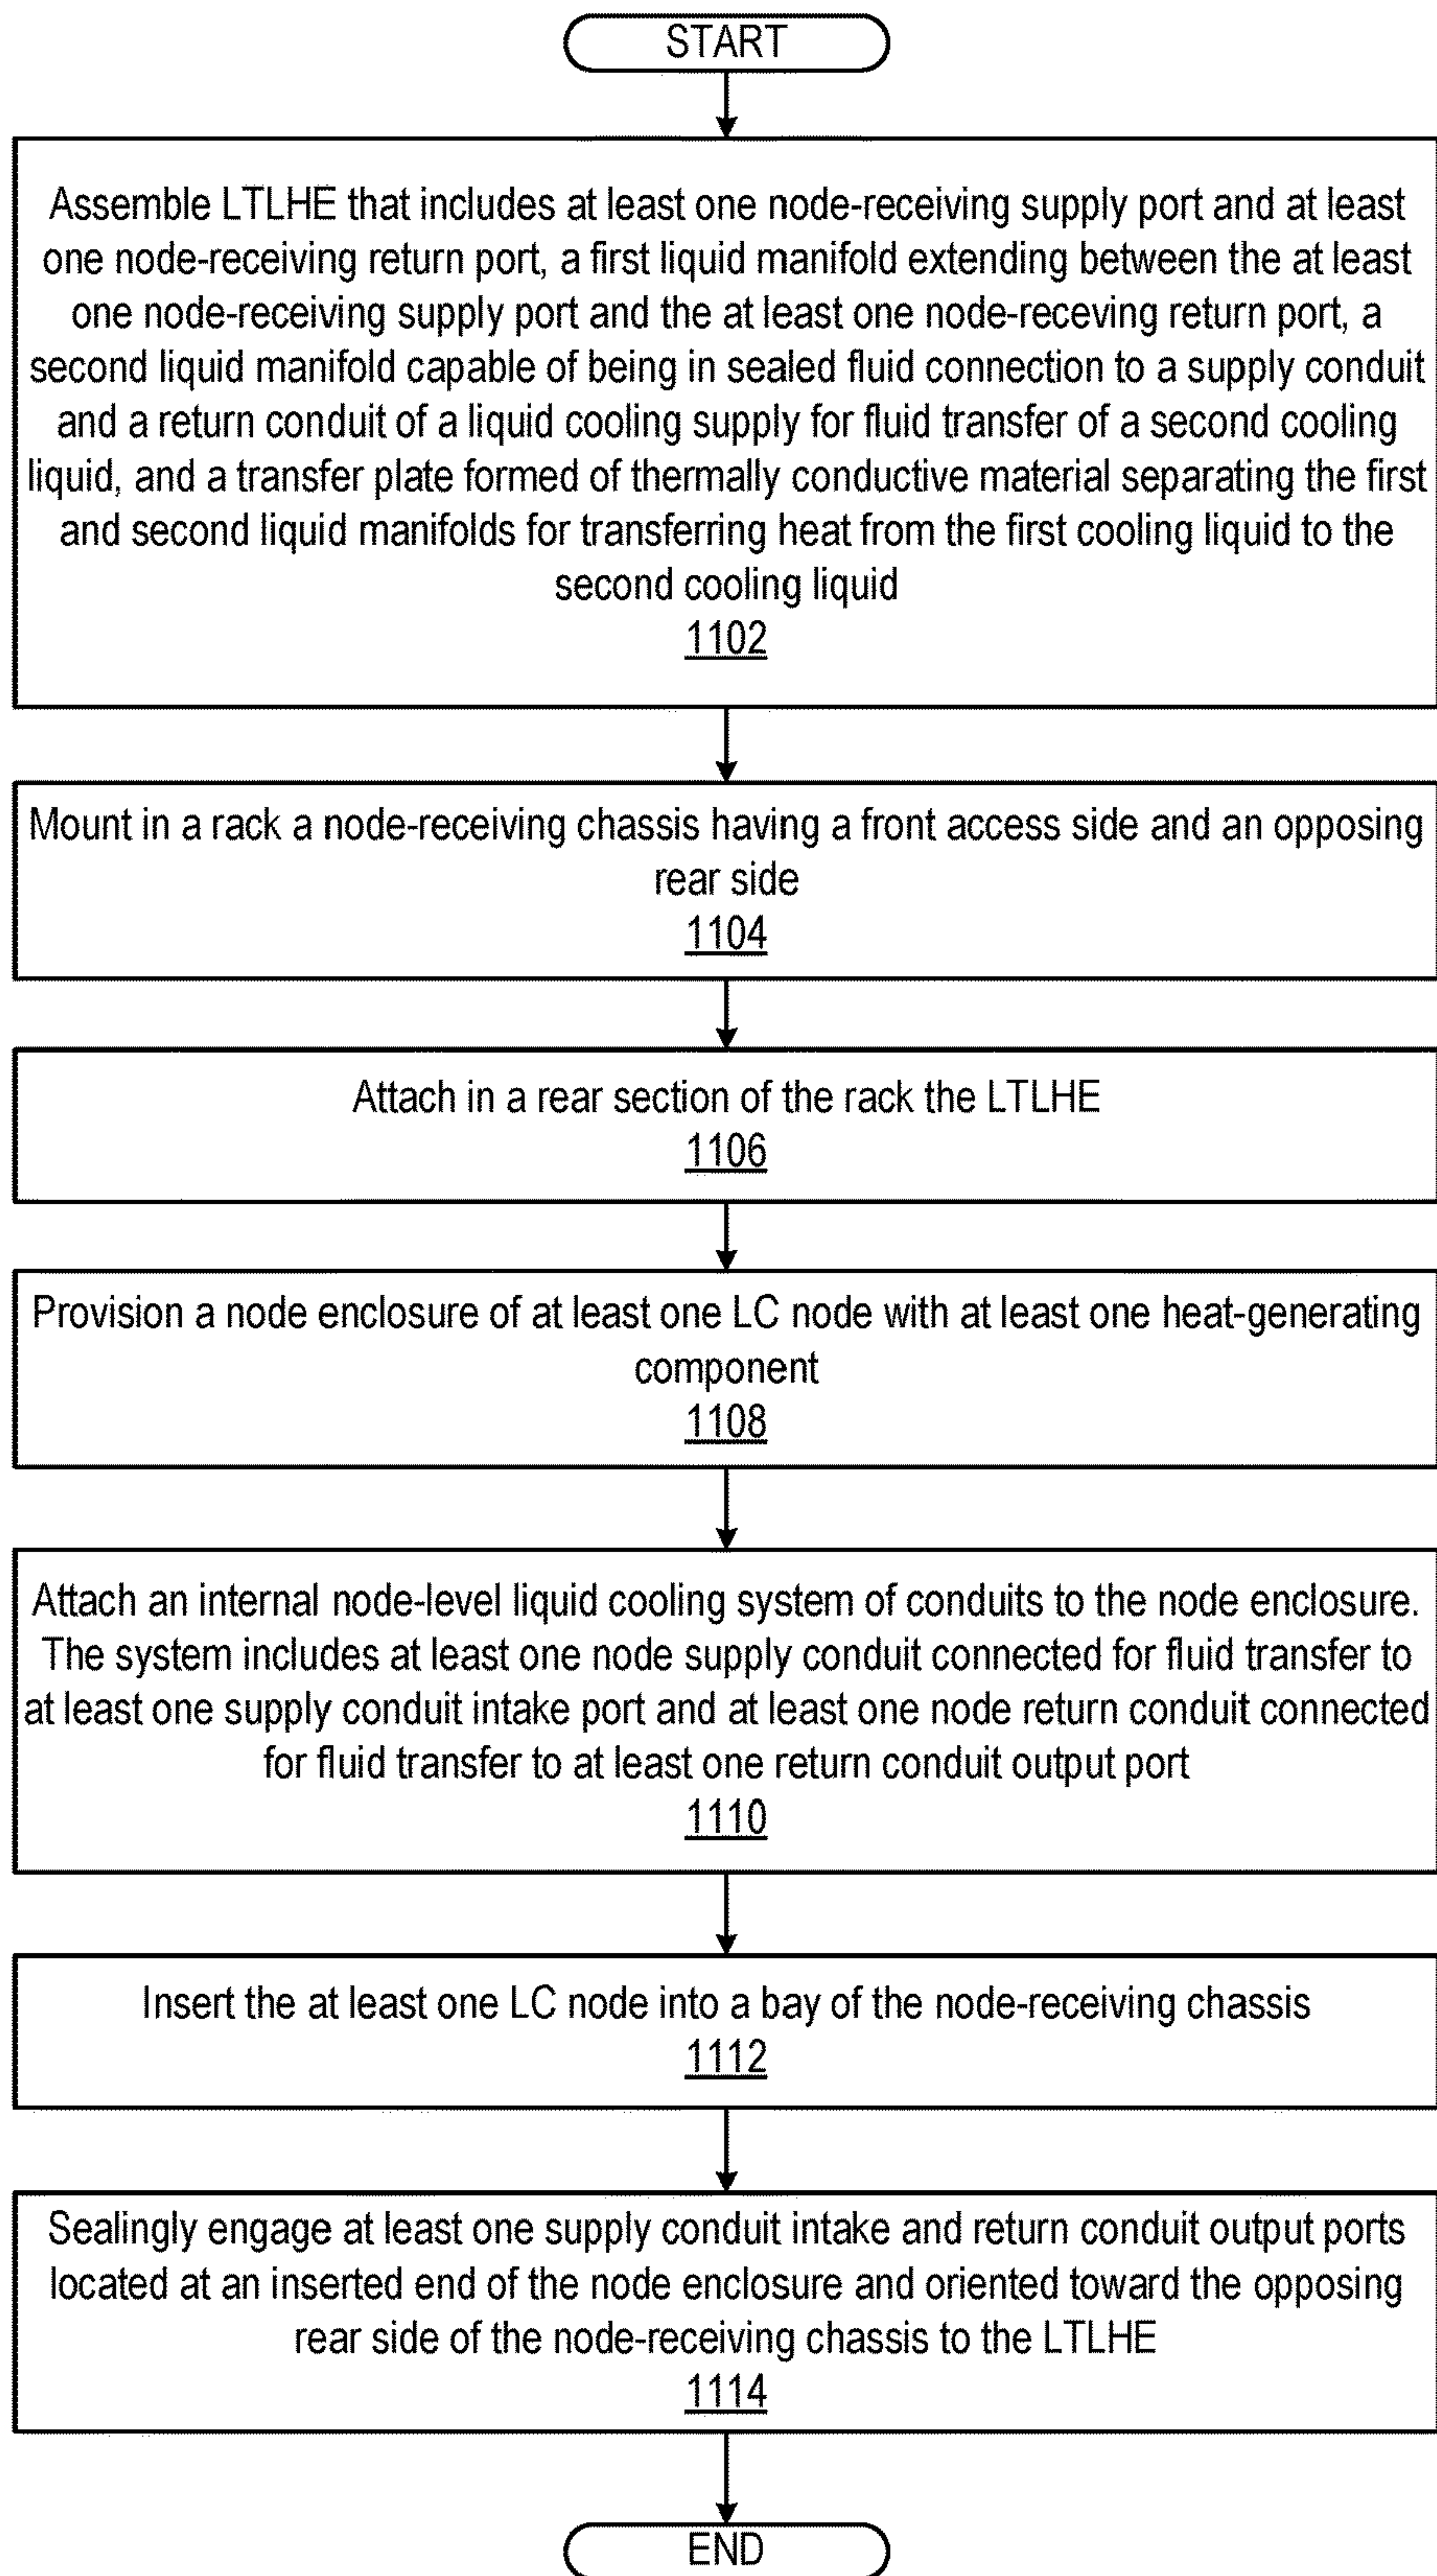 START
Assemble LTLHE that includes at least one node-receiving supply port and at least
one node-receiving return port, a first liquid manifold extending between the at least
one node-receiving supply port and the at least one node-receving return port, a
second liquid manifold capable of being in sealed fluid connection to a supply conduit
and a return conduit of a liquid cooling supply for fluid transfer of a second cooling
liquid, and a transfer plate formed of thermally conductive material separating the first
and second liquid manifolds for transferring heat from the first cooling liquid to the
second cooling liquid
1102
Mount in a rack a node-receiving chassis having a front access side and an opposing
rear side
1104
Attach in a rear section of the rack the LTLHE
1106
Provision a node enclosure of at least one LC node with at least one heat-generating
component
1108
Attach an internal node-level liquid cooling system of conduits to the node enclosure.
The system includes at least one node supply conduit connected for fluid transfer to
at least one supply conduit intake port and at least one node return conduit connected
for fluid transfer to at least one return conduit output port
1110
Insert the at least one LC node into a bay of the node-receiving chassis
1112
Sealingly engage at least one supply conduit intake and return conduit output ports
located at an inserted end of the node enclosure and oriented toward the opposing
rear side of the node-receiving chassis to the LTLHE
1114
END